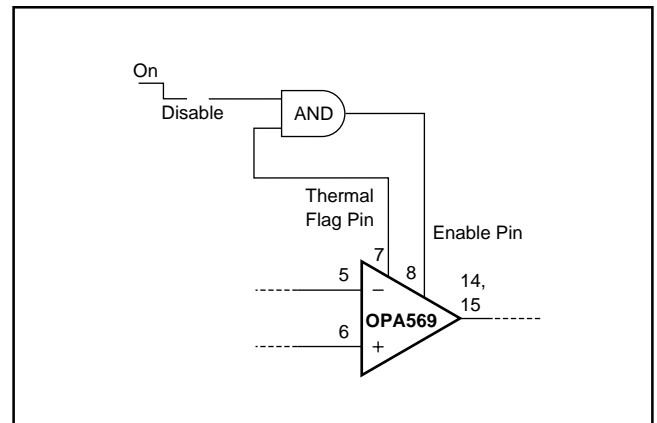 On
Disable
AND
Thermal
Flag Pin
Enable Pin
7
8
14,
15
5
−
OPA569
6
+